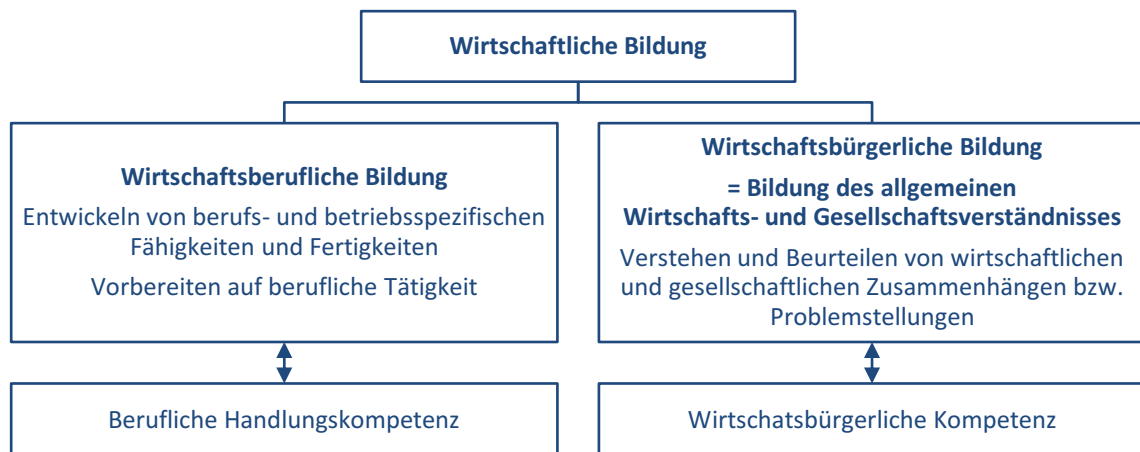 Wirtschaftliche Bildung
Wirtschaftsberufliche Bildung
Entwickeln von berufs- und betriebsspezifischen
Fähigkeiten und Fertigkeiten
Vorbereiten auf berufliche Tätigkeit
Wirtschaftsbürgerliche Bildung
= Bildung des allgemeinen
Wirtschafts- und Gesellschaftsverständnisses
Verstehen und Beurteilen von wirtschaftlichen
und gesellschaftlichen Zusammenhängen bzw.
Problemstellungen
Berufliche Handlungskompetenz
Wirtschatsbürgerliche Kompetenz